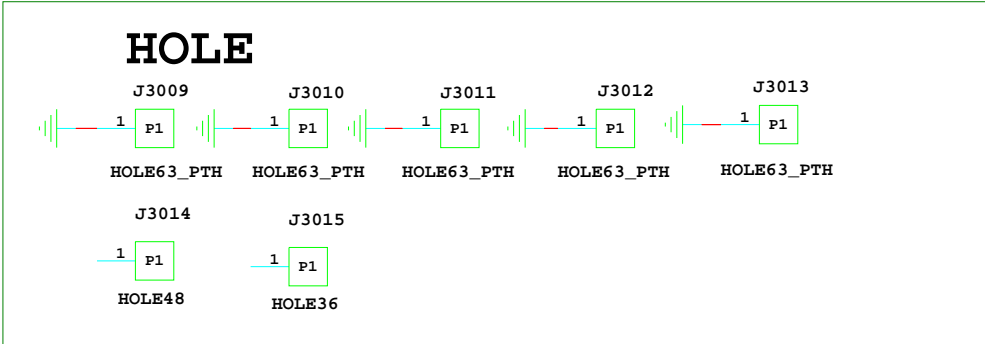 HOLE
J3009 J3010 J3011 J3012 J3013
1 P1 1 P1 1 P1 1 P1 1 P1
HOLE63_PTH HOLE63_PTH HOLE63_PTH HOLE63_PTH HOLE63_PTH
J3014 J3015
1 P1 1 P1
HOLE48 HOLE36